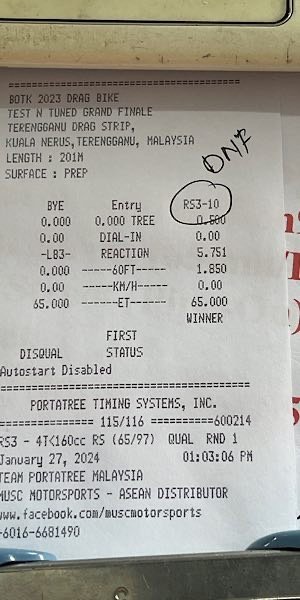 ========================================
BOTK 2023 DRAG BIKE
TEST N TUNED GRAND FINALE
TERENGGANU DRAG STRIP,
KUALA NERUS,TERENGGANU, MALAYSIA
LENGTH : 201M
SURFACE : PREP
DNF
BYE Entry RS3-10
0.000 0.000 TREE 0.500
0.00 DIAL-IN 0.00
-LB3- REACTION 5.751
0.000 ------60FT------ 1.850
0.00 ------KM/H------ 0.00
65.000 -------ET------- 65.000
WINNER
FIRST
DISQUAL STATUS
Autostart Disabled
========================================
PORTATREE TIMING SYSTEMS, INC.
================ 115/116 ===========600214
RS3 - 4T<160cc RS (65/97) QUAL RND 1
January 27, 2024 01:03:06 PM
TEAM PORTATREE MALAYSIA
MUSC MOTORSPORTS - ASEAN DISTRIBUTOR
www.facebook.com/muscmotorsports
-6016-6681490